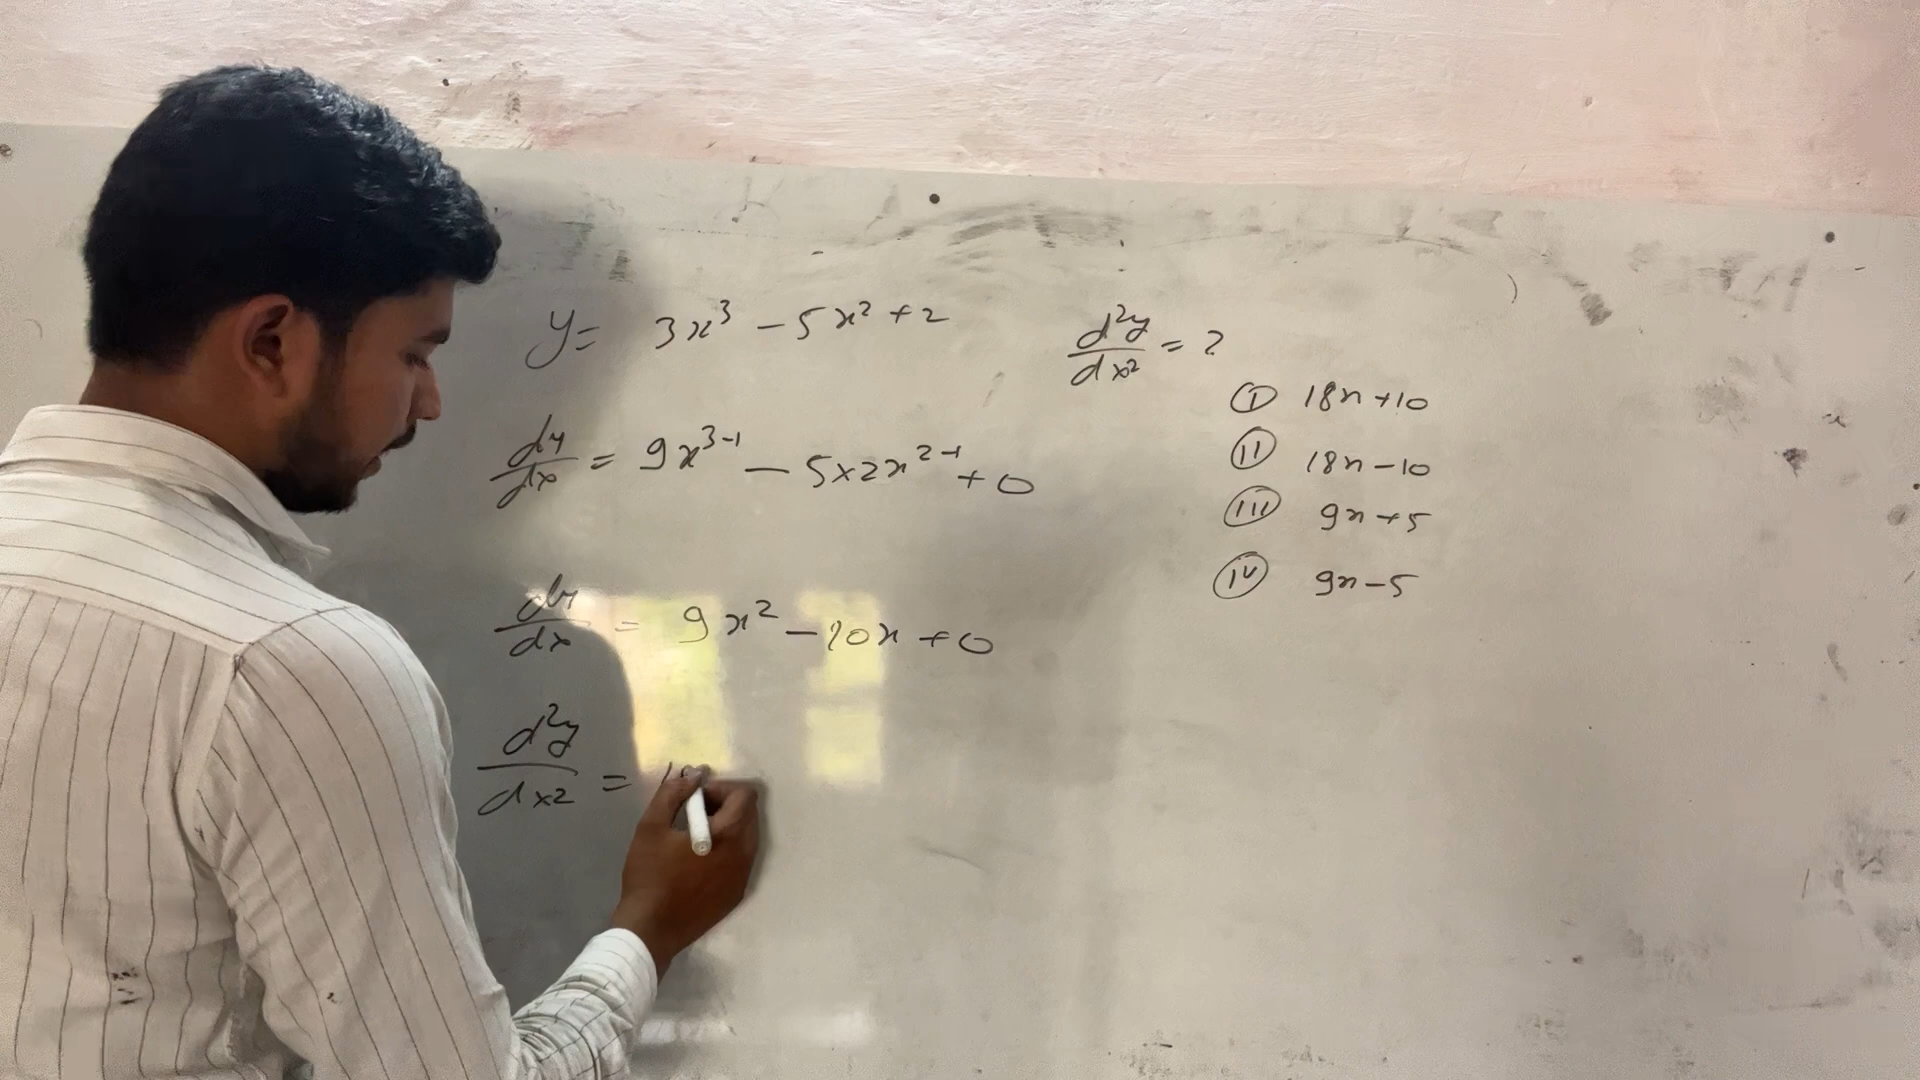 y = 3x³ - 5x² + 2
dy/dx = 9x³⁻¹ - 5×2x²⁻¹ + 0
dy/dx = 9x² - 10x + 0
d²y/dx2 =
d²y/dx² = ?
(I) 18x + 10
(II) 18x - 10
(III) 9x + 5
(IV) 9x - 5